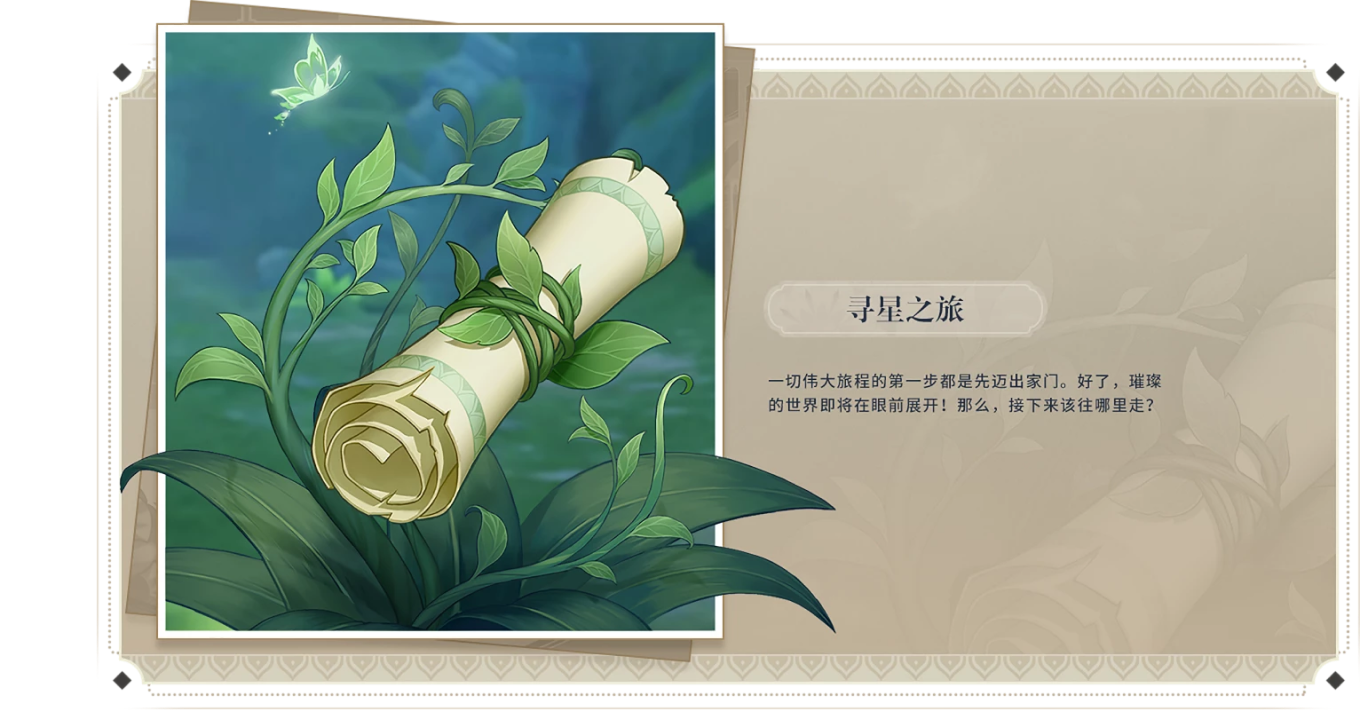 寻星之旅
一切伟大旅程的第一步都是先迈出家门。好了，璀璨
的世界即将在眼前展开！那么，接下来该往哪里走？